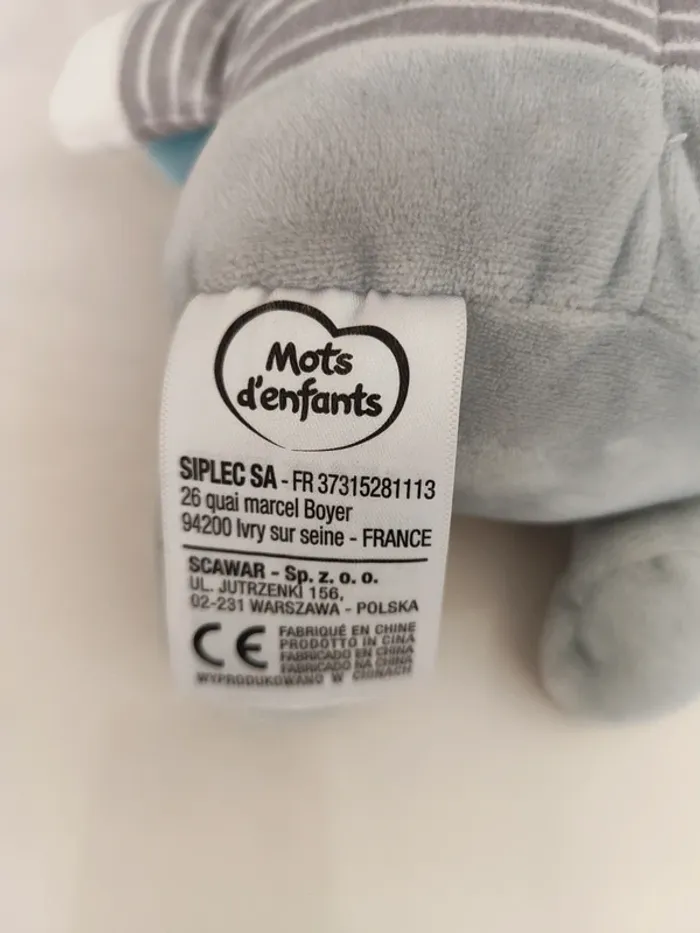 Mots
d'enfants
SIPLEC SA - FR 37315281113
26 quai marcel Boyer
94200 Ivry sur seine - FRANCE
SCAWAR - Sp. z. o. o.
UL. JUTRZENKI 156,
02-231 WARSZAWA - POLSKA
CE
FABRIQUÉ EN CHINE
PRODOTTO IN CINA
FABRICADO EN CHINA
FABRICADO NA CHINA
WYPRODUKOWANO W CHINACH